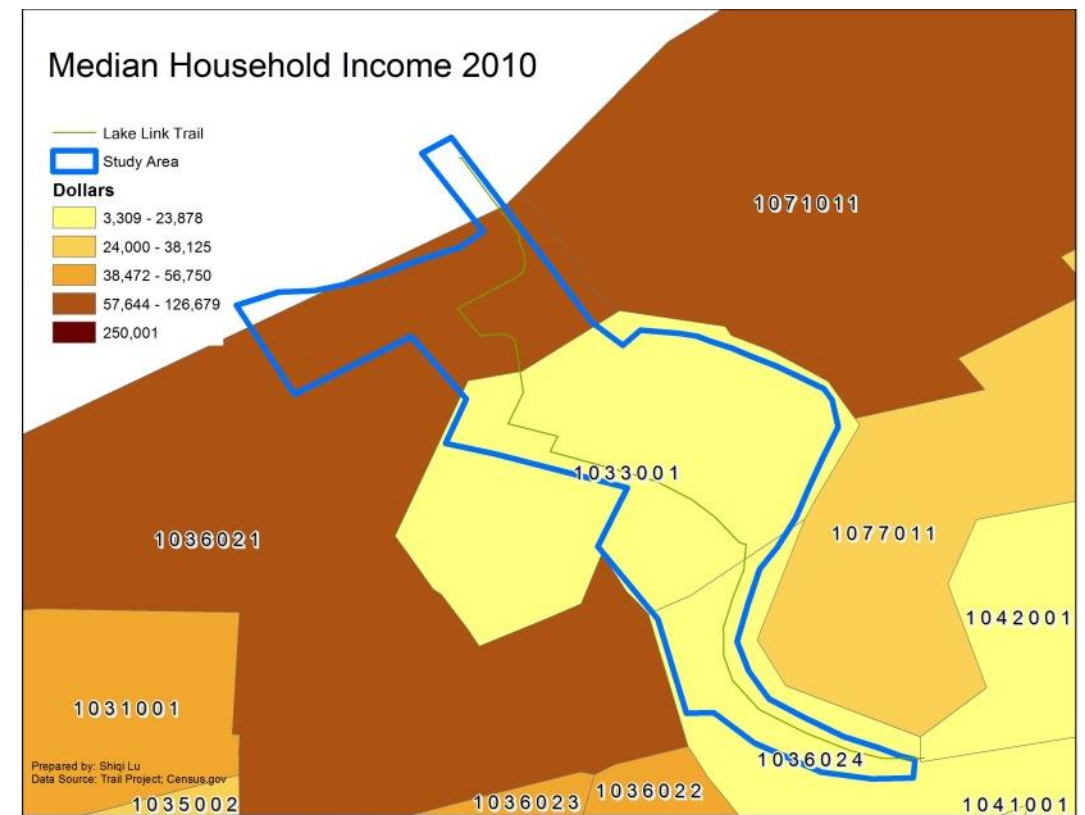 Median Household Income 2010
Lake Link Trail
Study Area
Dollars
3,309 - 23,878
24,000 - 38,125
38,472 - 56,750
57,644 - 126,679
250,001
1071011
1033001
1036021
1077011
1042001
1031001
1036024
Prepared by: Shiqi Lu
Data Source: Trail Project; Census.gov
1035002
1036023
1036022
1041001